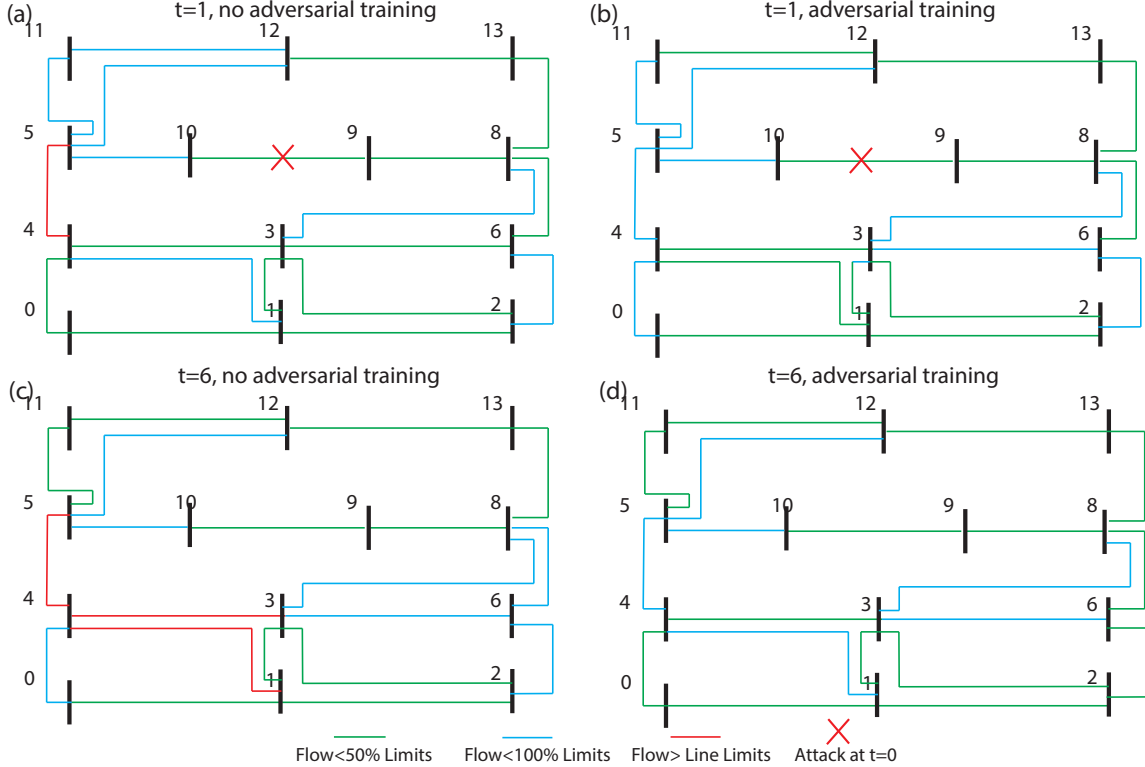 (a) t=1, no adversarial training
11 12 13
5 10 9 8
4 3 6
0 1 2
(b) t=1, adversarial training
11 12 13
5 10 9 8
4 3 6
0 1 2
(c) t=6, no adversarial training
11 12 13
5 10 9 8
4 3 6
0 1 2
(d) t=6, adversarial training
11 12 13
5 10 9 8
4 3 6
0 1 2
Flow<50% Limits Flow<100% Limits Flow> Line Limits Attack at t=0